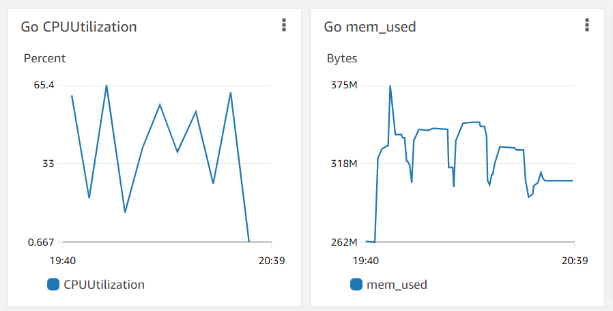 Go CPUUtilization
Percent
65.4
33
0.667
19:40
20:39
CPUUtilization
Go mem_used
Bytes
375M
318M
262M
19:40
20:39
mem_used